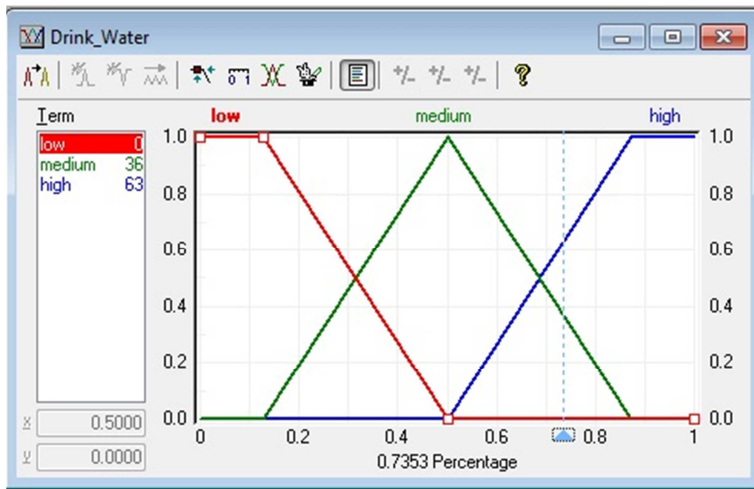 Drink_Water
Term
low 0
medium 36
high 63
low medium high
1.0 1.0
0.8 0.8
0.6 0.6
0.4 0.4
0.2 0.2
0.0 0.0
0 0.2 0.4 0.6 0.8 1
0.7353 Percentage
X 0.5000
Y 0.0000